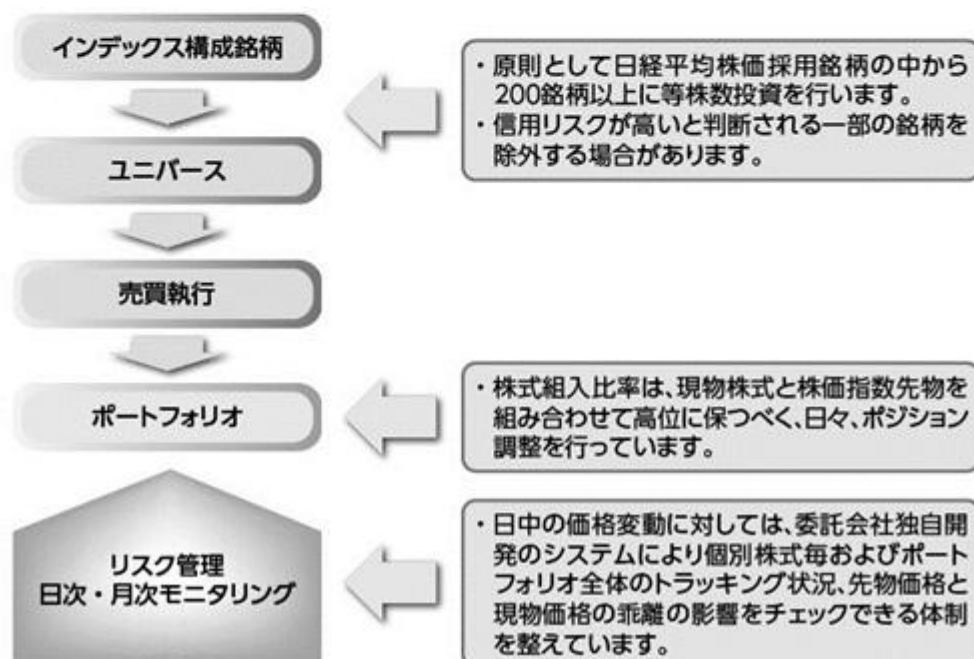 インデックス構成銘柄
・原則として日経平均株価採用銘柄の中から
200銘柄以上に等株数投資を行います。
・信用リスクが高いと判断される一部の銘柄を
除外する場合があります。
ユニバース
売買執行
ポートフォリオ
・株式組入比率は、現物株式と株価指数先物を
組み合わせて高位に保つべく、日々、ポジション
調整を行っています。
リスク管理
日次・月次モニタリング
・日中の価格変動に対しては、委託会社独自開
発のシステムにより個別株式毎およびポート
フォリオ全体のトラッキング状況、先物価格と
現物価格の乖離の影響をチェックできる体制
を整えています。